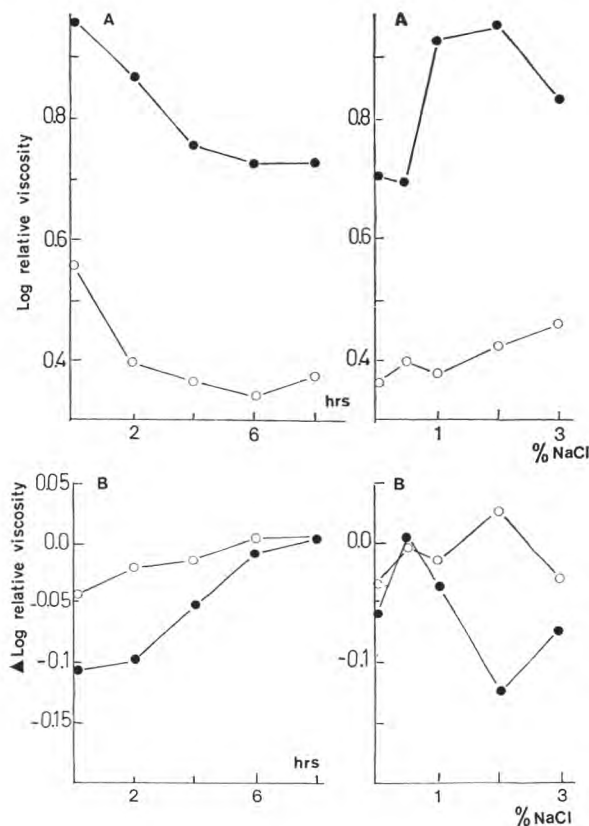 A
A
Log relative viscosity
0.8
0.6
0.4
2
6
hrs
0.8
0.6
0.4
1
3
% NaCl
B
B
▲ Log relative viscosity
0.05
0.0
-0.05
-0.1
-0.15
2
6
hrs
0.0
-0.1
1
3
% NaCl